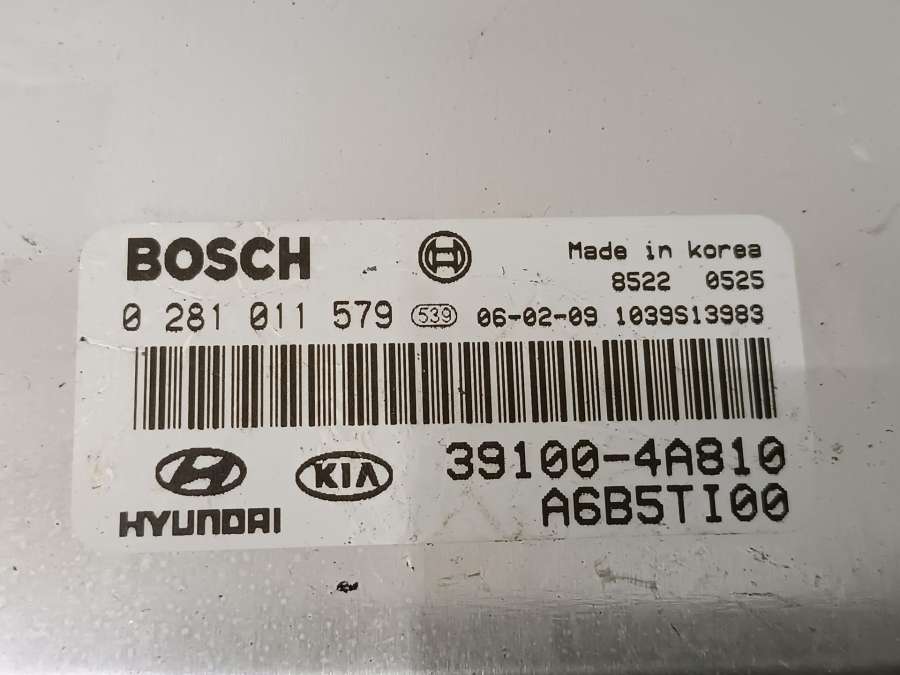 BOSCH
Made in Korea
8522 0525
0 281 011 579 539 06-02-09 1039S13983
39100-4A810
KIA
HYUNDAI
A6B5TI00